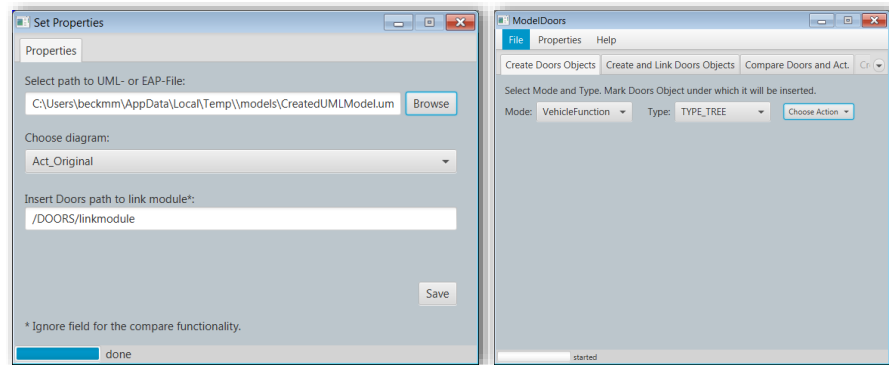 Set Properties
Properties
Select path to UML- or EAP-File:
C:\Users\beckmm\AppData\Local\Temp\\models\CreatedUMLModel.um
Browse
Choose diagram:
Act_Original
Insert Doors path to link module*:
/DOORS/linkmodule
Save
* Ignore field for the compare functionality.
done
ModelDoors
File Properties Help
Create Doors Objects Create and Link Doors Objects Compare Doors and Act. Cr
Select Mode and Type. Mark Doors Object under which it will be inserted.
Mode: VehicleFunction Type: TYPE_TREE Choose Action
started